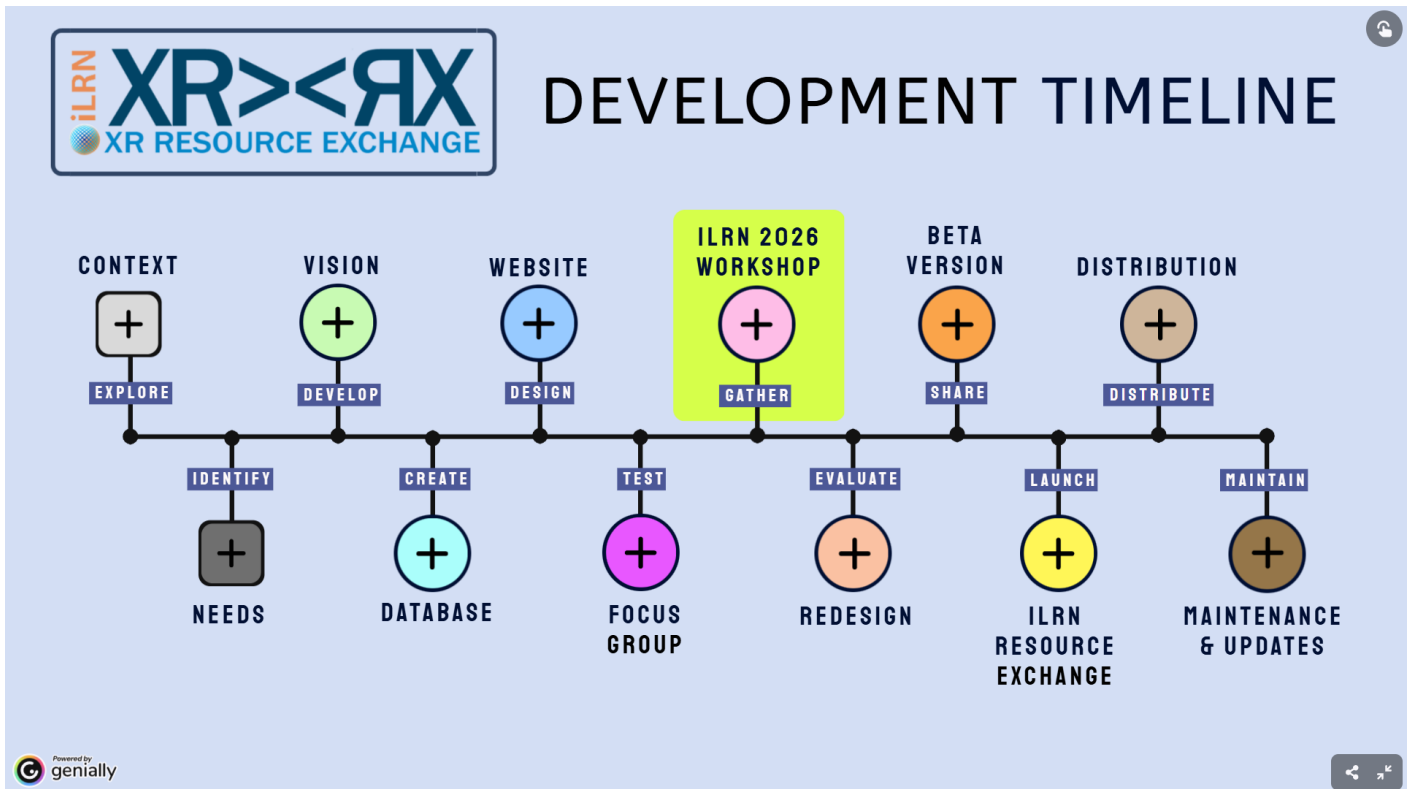 iLRN
XR><RX
XR RESOURCE EXCHANGE
DEVELOPMENT TIMELINE
CONTEXT
EXPLORE
IDENTIFY
NEEDS
VISION
DEVELOP
CREATE
DATABASE
WEBSITE
DESIGN
TEST
FOCUS
GROUP
ILRN 2026
WORKSHOP
GATHER
EVALUATE
REDESIGN
BETA
VERSION
SHARE
LAUNCH
ILRN
RESOURCE
EXCHANGE
DISTRIBUTION
DISTRIBUTE
MAINTAIN
MAINTENANCE
& UPDATES
Powered by
genially